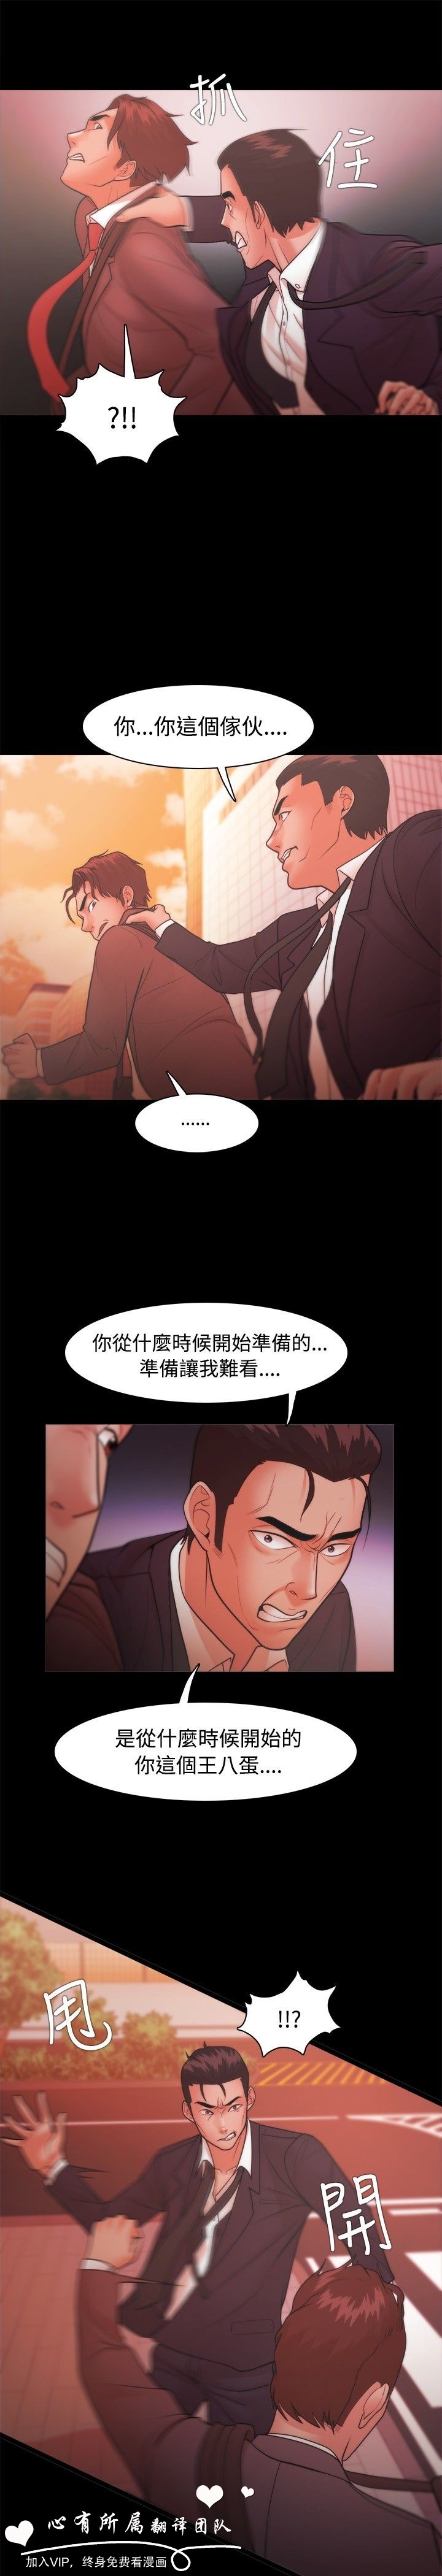 抓
住
?!!
你...你這個傢伙....
......
你從什麼時候開始準備的...
準備讓我難看....
是從什麼時候開始的
你這個王八蛋....
!!?
甩
開
心有所属翻译团队
加入VIP，终身免费看漫画